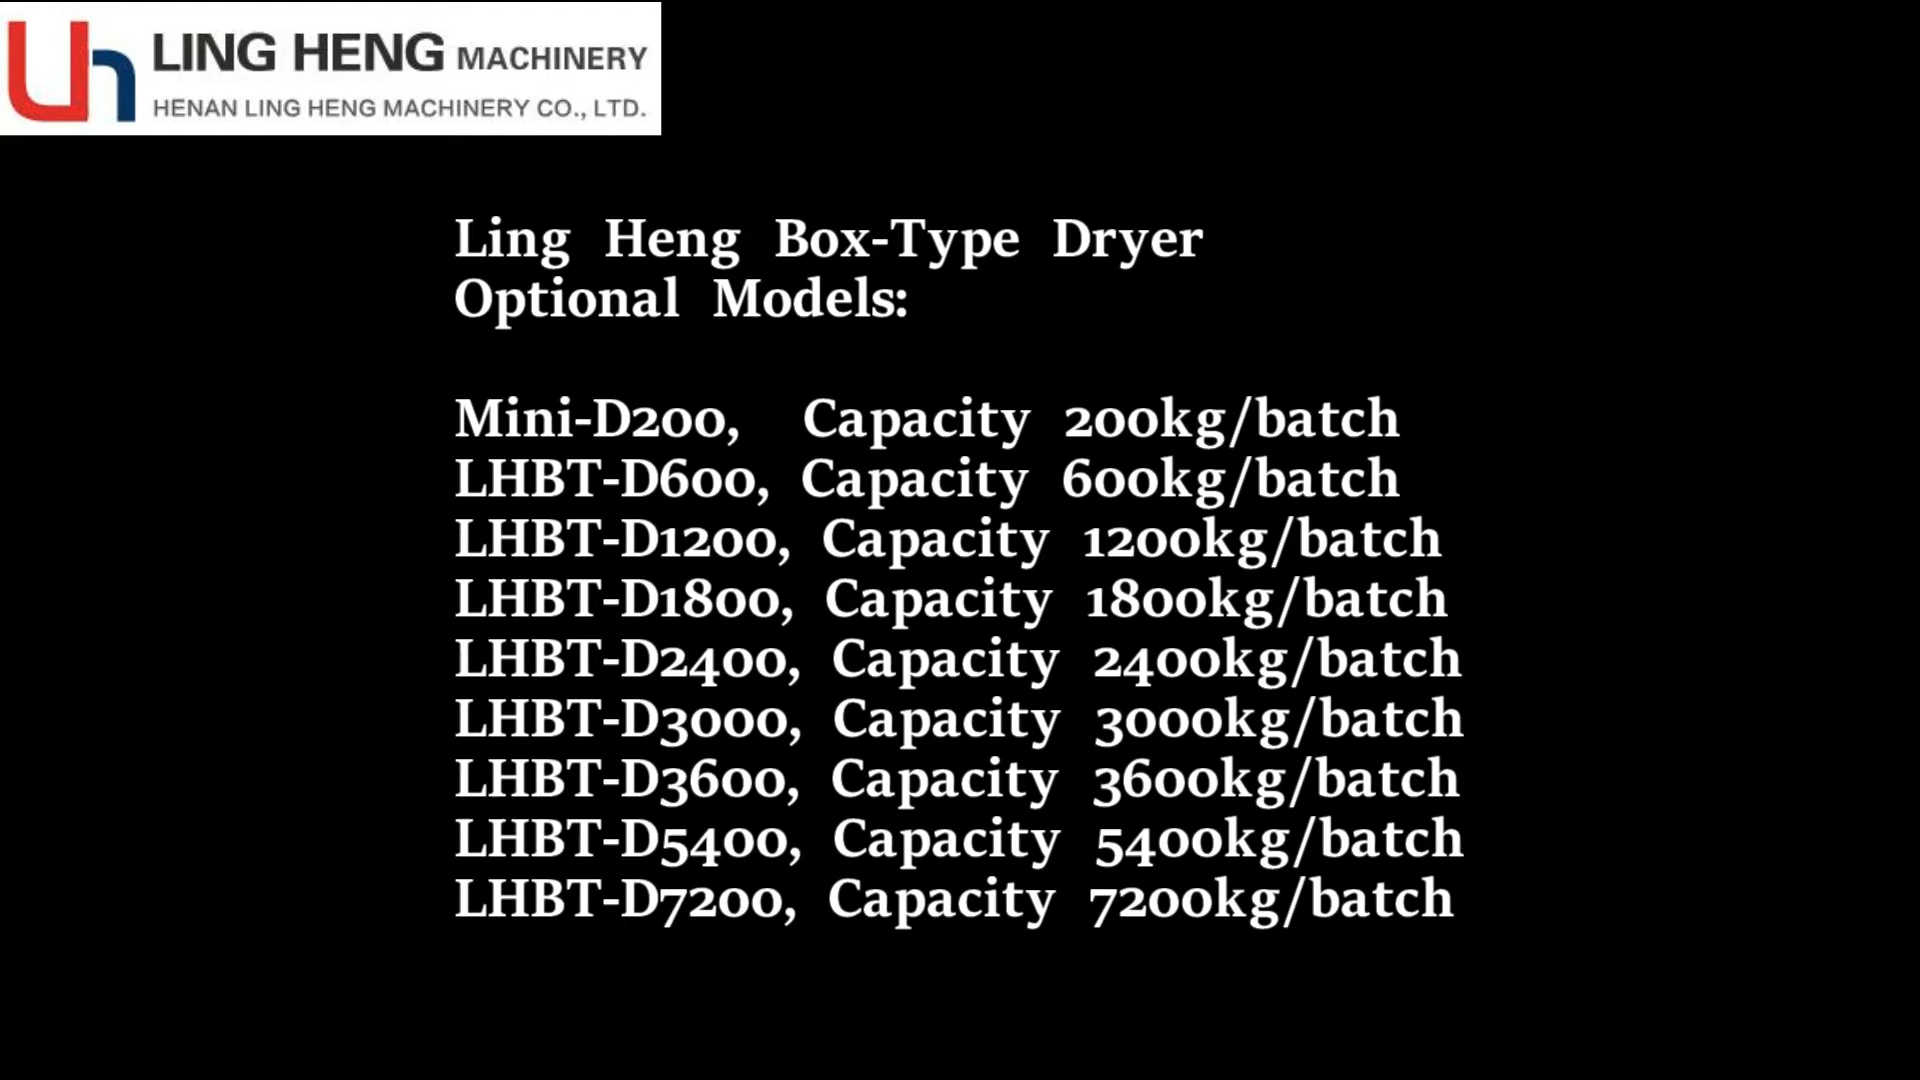 LING HENG MACHINERY
HENAN LING HENG MACHINERY CO., LTD.
Ling Heng Box-Type Dryer
Optional Models:
Mini-D200, Capacity 200kg/batch
LHBT-D600, Capacity 600kg/batch
LHBT-D1200, Capacity 1200kg/batch
LHBT-D1800, Capacity 1800kg/batch
LHBT-D2400, Capacity 2400kg/batch
LHBT-D3000, Capacity 3000kg/batch
LHBT-D3600, Capacity 3600kg/batch
LHBT-D5400, Capacity 5400kg/batch
LHBT-D7200, Capacity 7200kg/batch